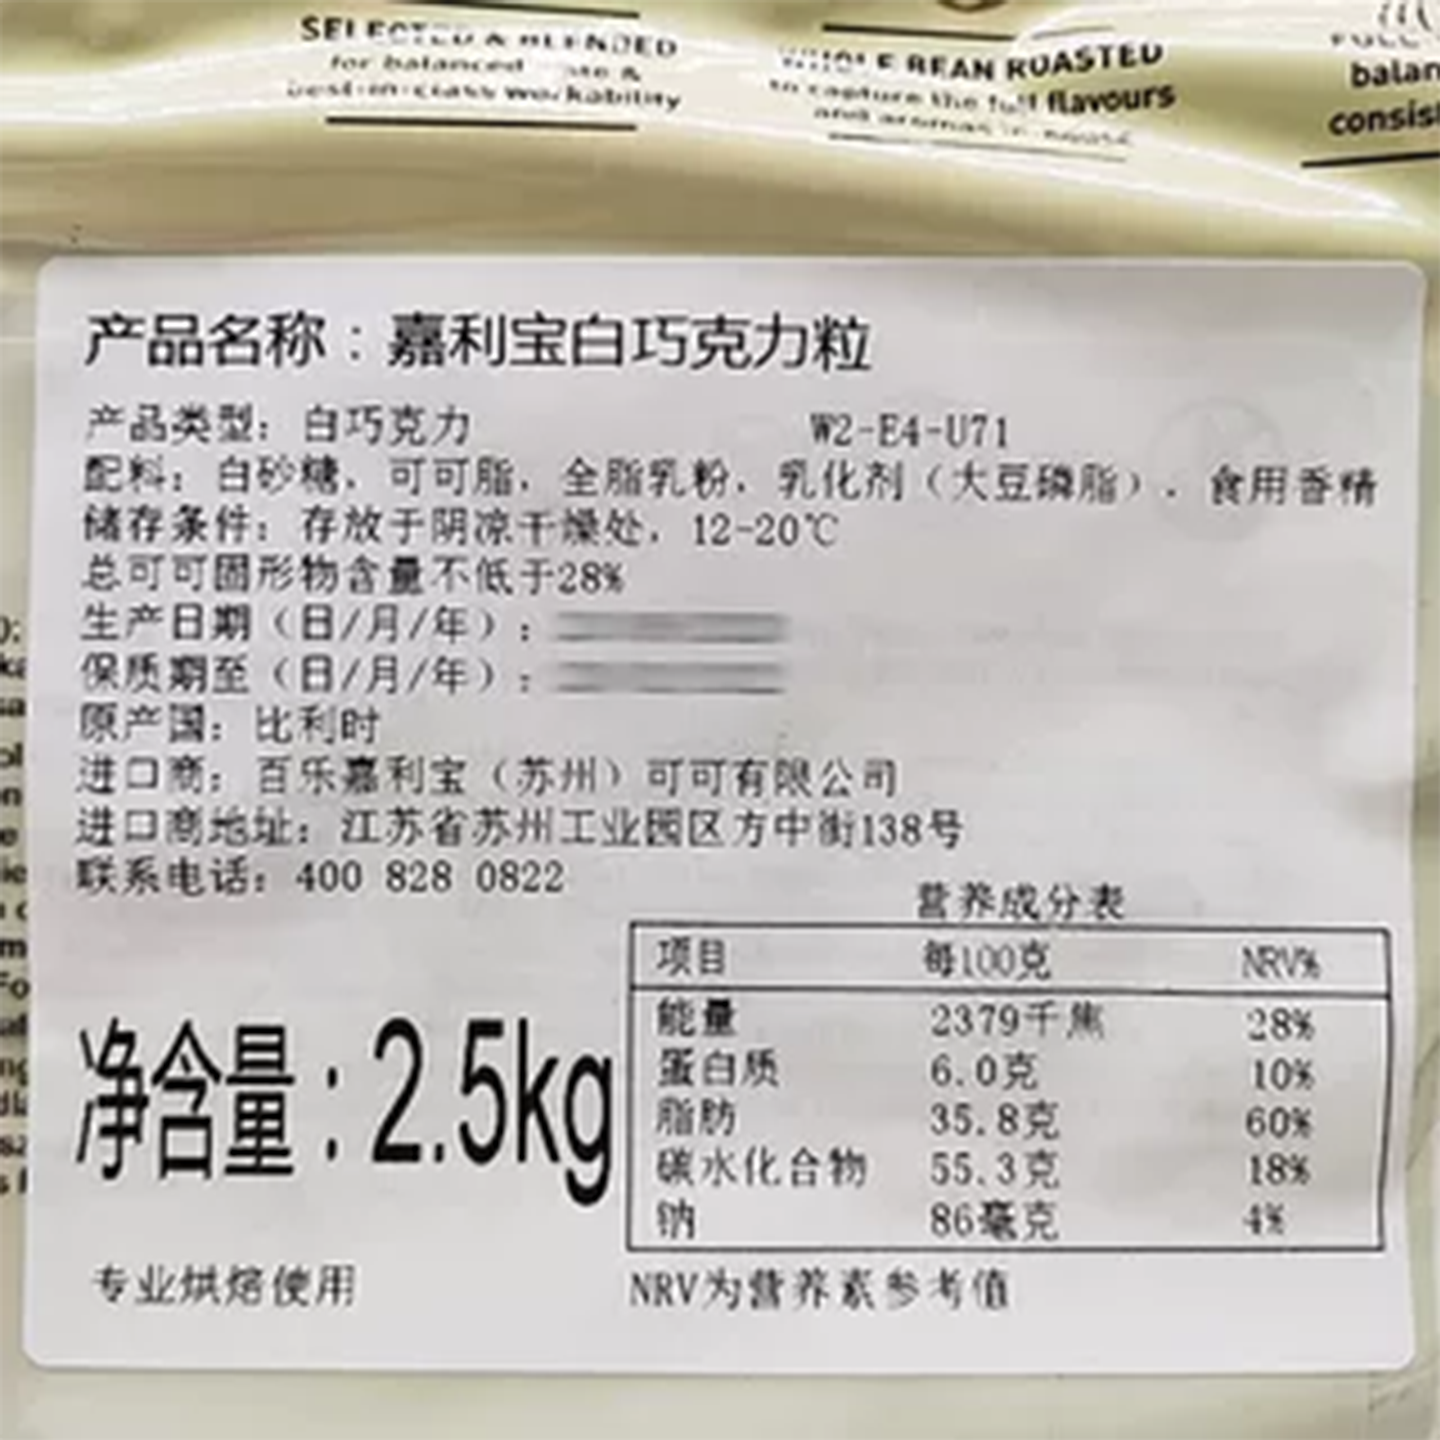 SELECTED & BLENDED
for balanced taste &
best-in-class workability
WHOLE BEAN ROASTED
to capture the full flavours
and aromas in
balan
consist
产品名称：嘉利宝白巧克力粒
产品类型：白巧克力 W2-E4-U71
配料：白砂糖，可可脂，全脂乳粉，乳化剂（大豆磷脂），食用香精
储存条件：存放于阴凉干燥处，12-20℃
总可可固形物含量不低于28%
生产日期（日/月/年）：
保质期至（日/月/年）：
原产国：比利时
进口商：百乐嘉利宝（苏州）可可有限公司
进口商地址：江苏省苏州工业园区方中街138号
联系电话：400 828 0822
营养成分表
项目 每100克 NRV%
能量 2379千焦 28%
蛋白质 6.0克 10%
脂肪 35.8克 60%
碳水化合物 55.3克 18%
钠 86毫克 4%
净含量：2.5kg
专业烘焙使用
NRV为营养素参考值